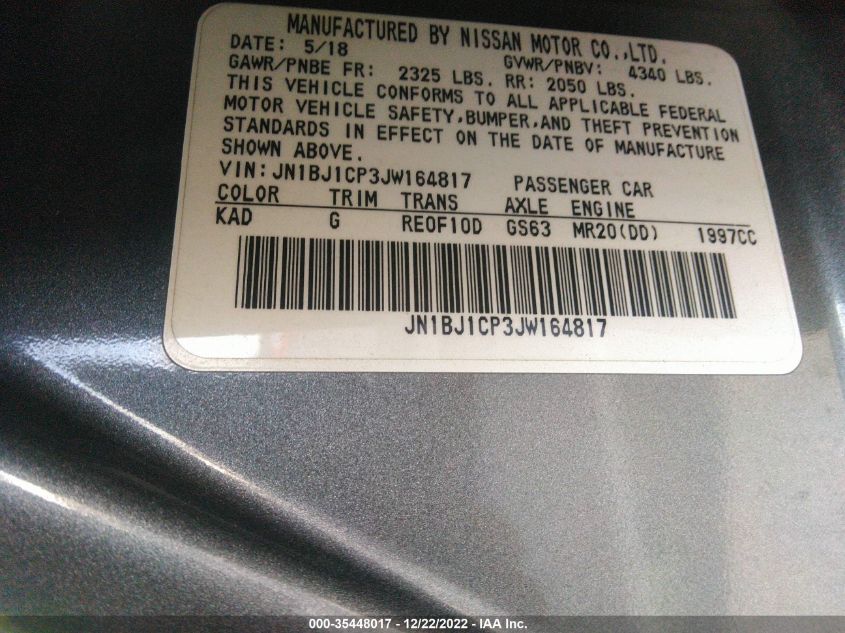 MANUFACTURED BY NISSAN MOTOR CO.,LTD.
DATE: 5/18 GVWR/PNBV: 4340 LBS.
GAWR/PNBE FR: 2325 LBS. RR: 2050 LBS.
THIS VEHICLE CONFORMS TO ALL APPLICABLE FEDERAL
MOTOR VEHICLE SAFETY,BUMPER,AND THEFT PREVENTION
STANDARDS IN EFFECT ON THE DATE OF MANUFACTURE
SHOWN ABOVE.
VIN:JN1BJ1CP3JW164817 PASSENGER CAR
COLOR TRIM TRANS AXLE ENGINE
KAD G RE0F10D GS63 MR20(DD) 1997CC
JN1BJ1CP3JW164817
000-35448017 - 12/22/2022 - IAA Inc.